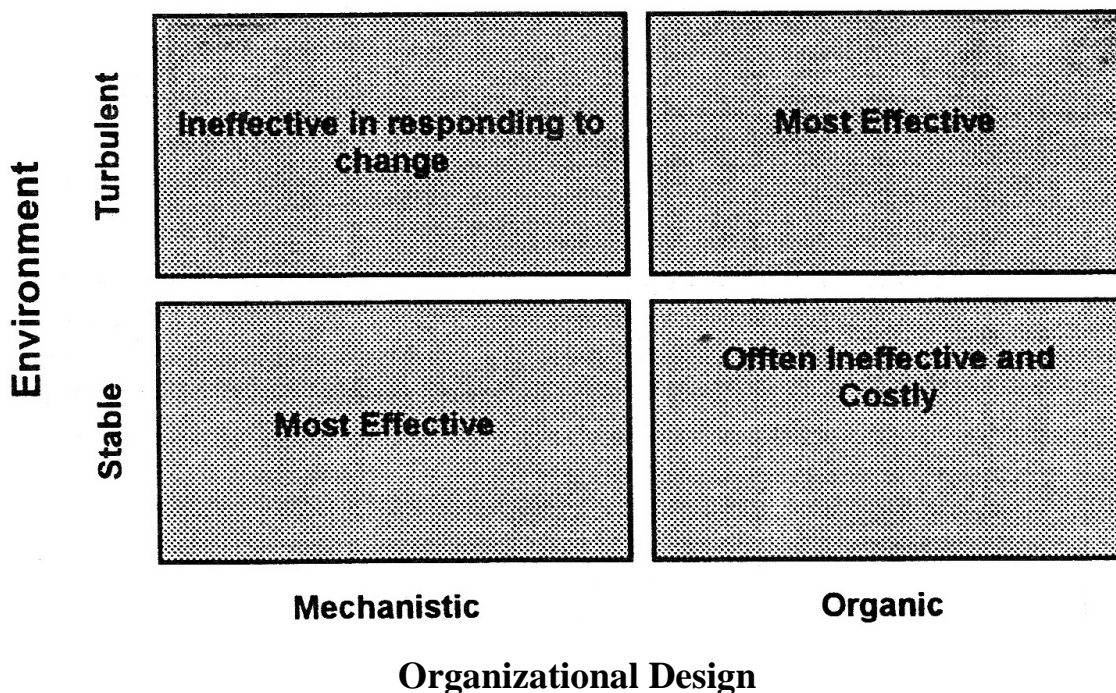 Environment
Turbulent
Ineffective in responding to
change
Most Effective
Stable
Most Effective
Offten Ineffective and
Costly
Mechanistic
Organic
Organizational Design